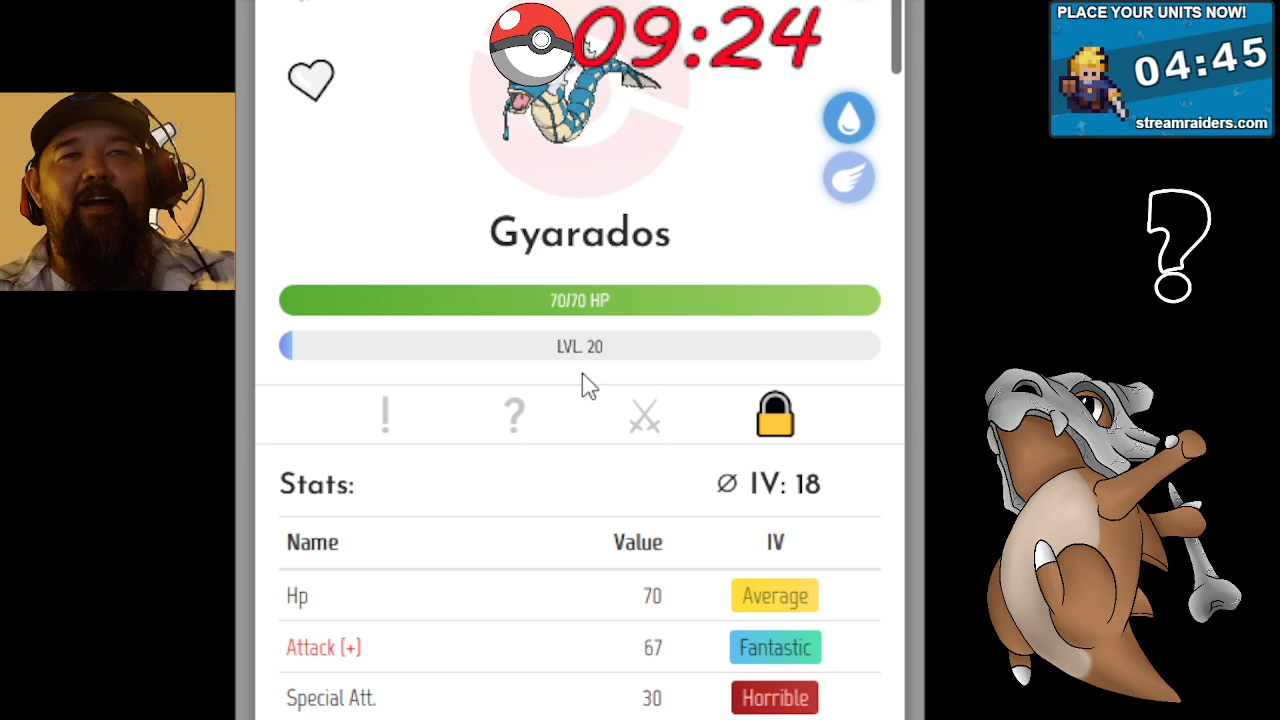 09:24
PLACE YOUR UNITS NOW!
04:45
streamraiders.com
Gyarados
70/70 HP
LVL. 20
! ?
Stats: Ø IV: 18
Name Value IV
Hp 70 Average
Attack (+) 67 Fantastic
Special Att. 30 Horrible
?